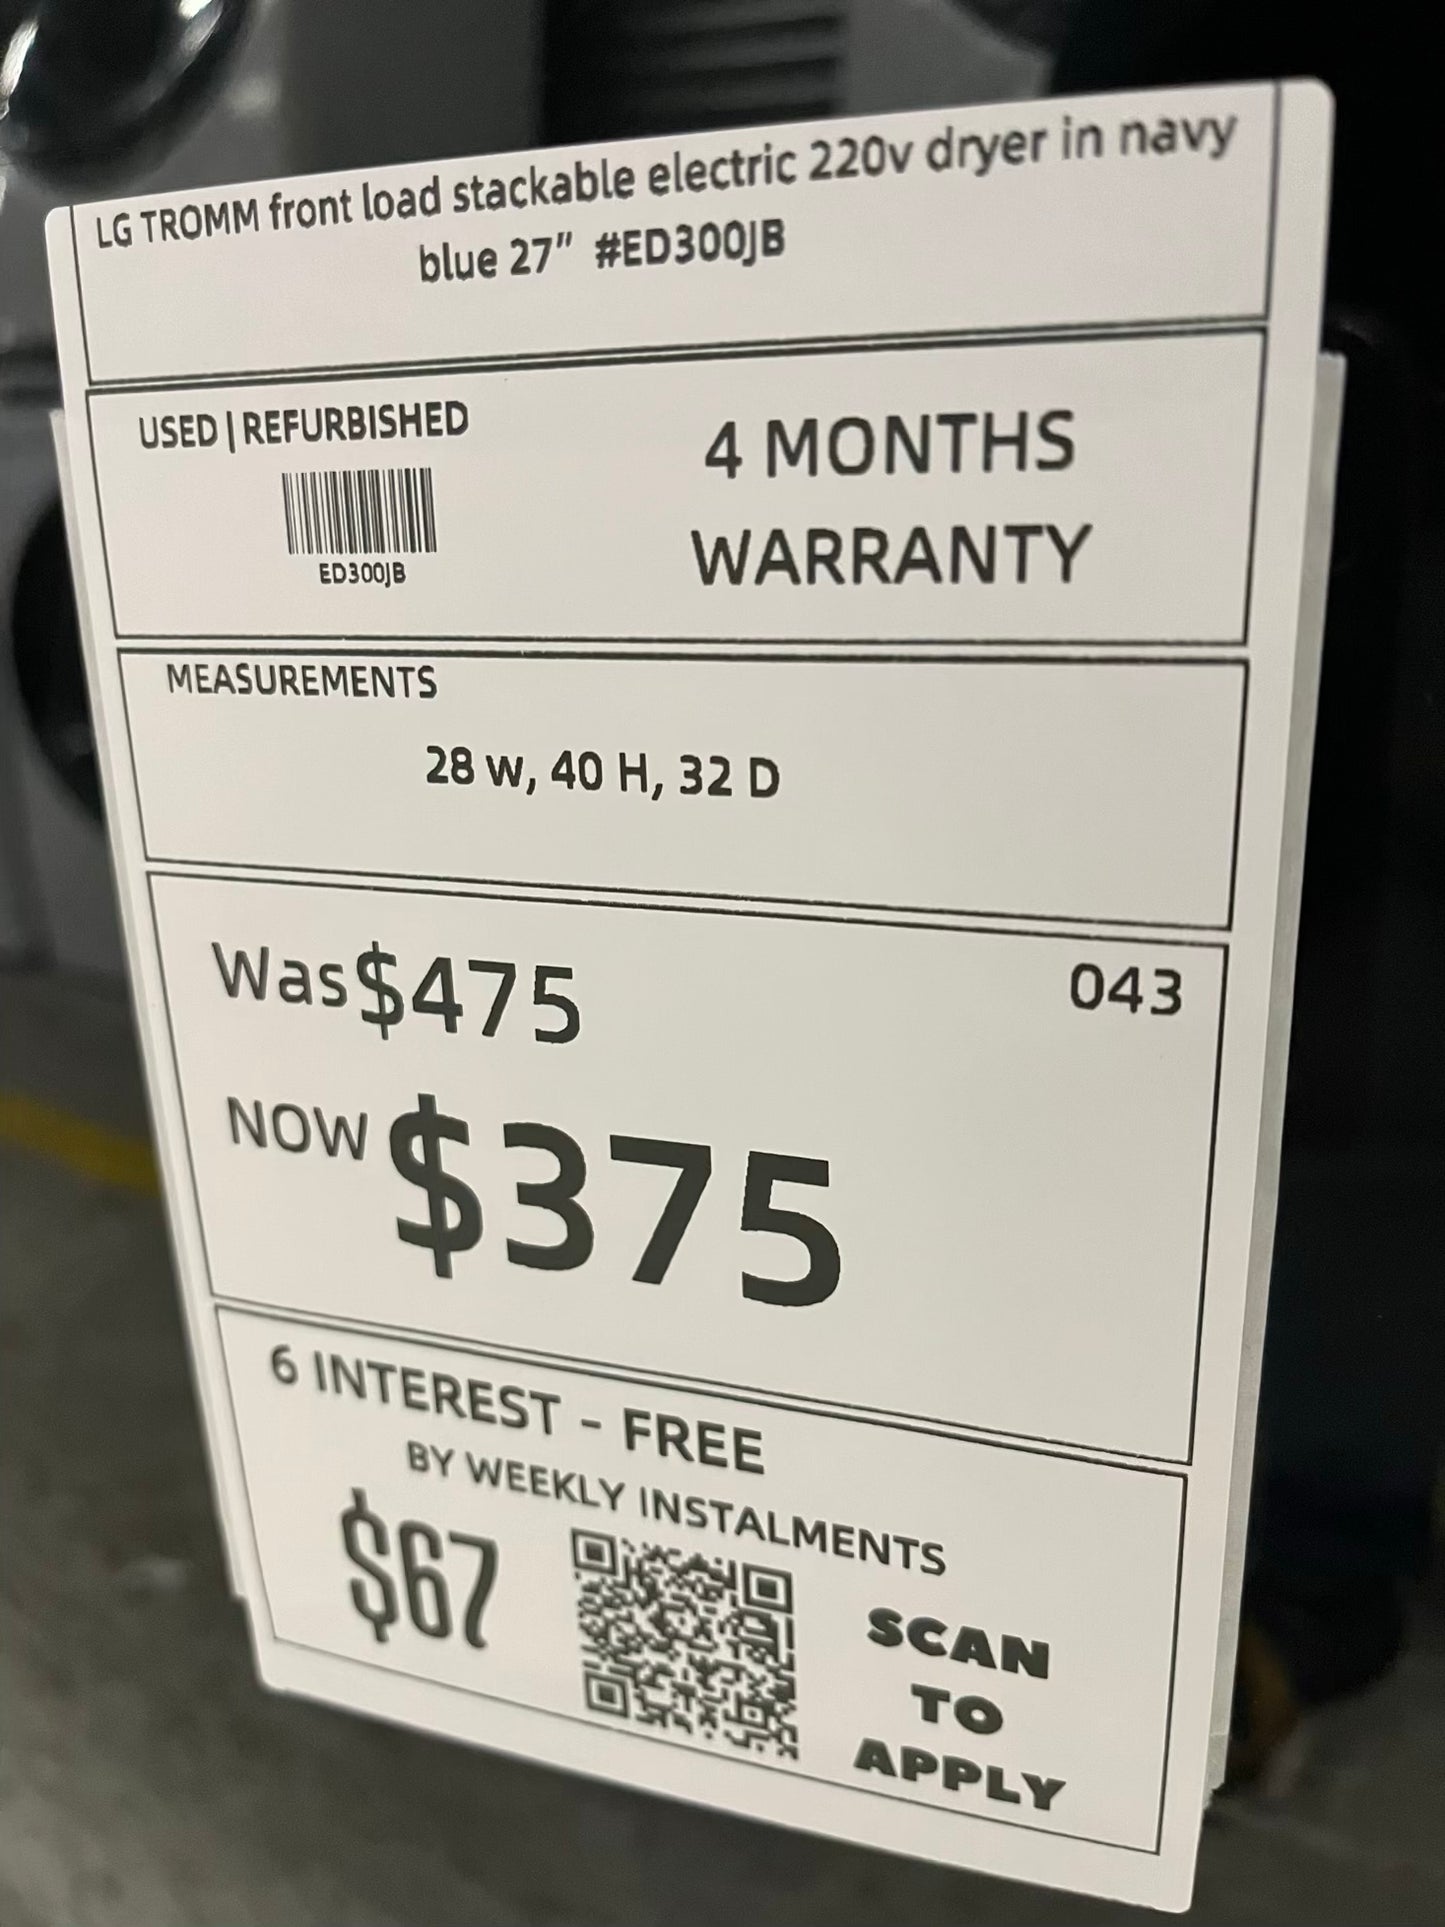 LG TROMM front load stackable electric 220v dryer in navy
blue 27" #ED300JB
USED | REFURBISHED
ED300JB
4 MONTHS
WARRANTY
MEASUREMENTS
28 w, 40 H, 32 D
Was $475
043
NOW $375
6 INTEREST - FREE
BY WEEKLY INSTALMENTS
$67
SCAN
TO
APPLY